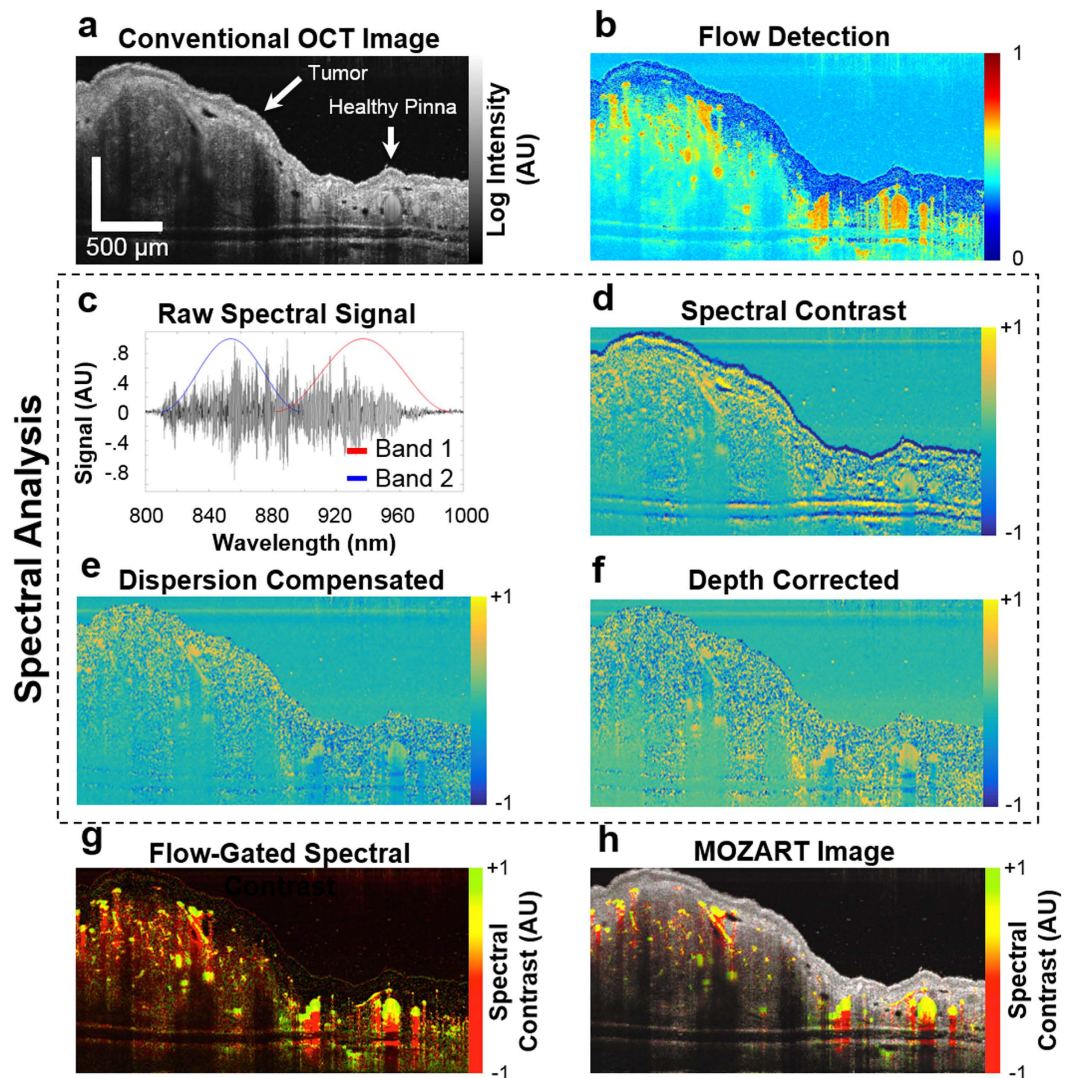 a
Conventional OCT Image
Tumor
Healthy Pinna
500 µm
Log Intensity
(AU)
b
Flow Detection
1
0
Spectral Analysis
c
Raw Spectral Signal
Signal (AU)
.8
.4
0
-.4
-.8
Band 1
Band 2
800 840 880 920 960 1000
Wavelength (nm)
d
Spectral Contrast
+1
-1
e
Dispersion Compensated
+1
-1
f
Depth Corrected
+1
-1
g
Flow-Gated Spectral
Contrast
+1
-1
Spectral
Contrast (AU)
h
MOZART Image
+1
-1
Spectral
Contrast (AU)